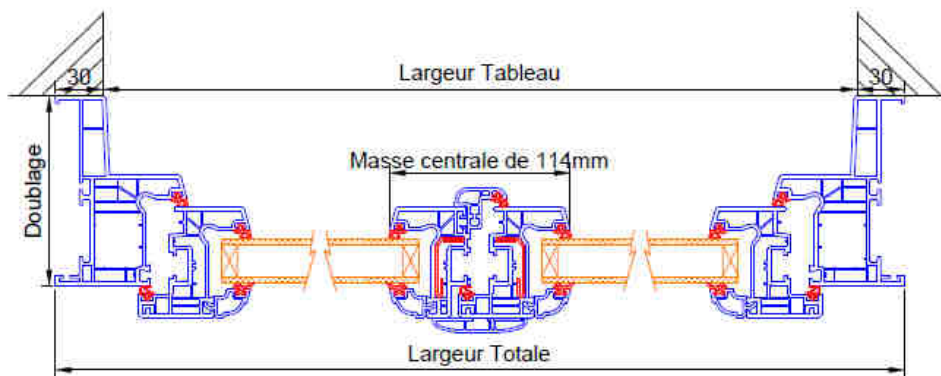 30
Largeur Tableau
30
Masse centrale de 114mm
Doublage
Largeur Totale